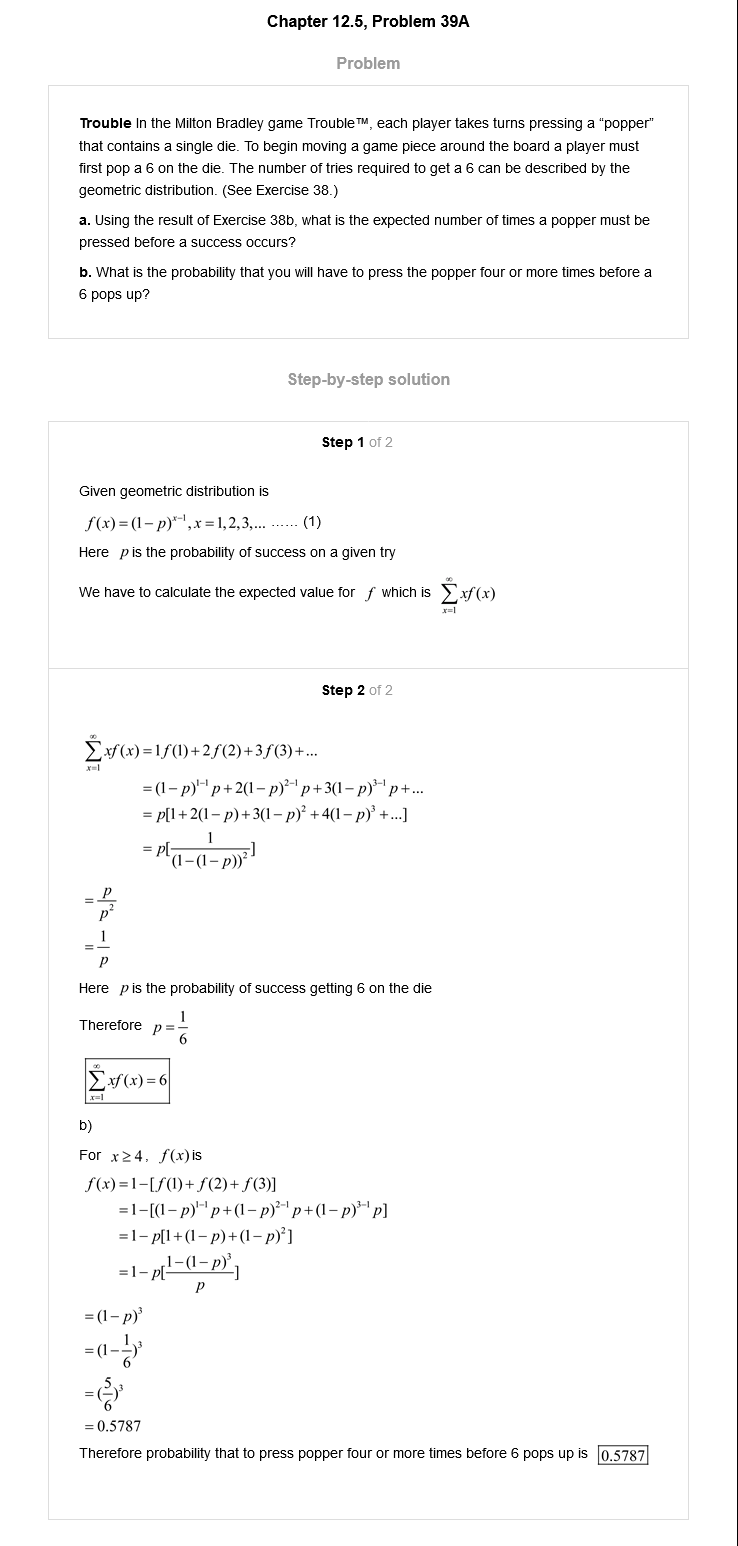 Chapter 12.5, Problem 39A
Problem
Trouble In the Milton Bradley game Trouble™, each player takes turns pressing a “popper”
that contains a single die. To begin moving a game piece around the board a player must
first pop a 6 on the die. The number of tries required to get a 6 can be described by the
geometric distribution. (See Exercise 38.)
a. Using the result of Exercise 38b, what is the expected number of times a popper must be
pressed before a success occurs?
b. What is the probability that you will have to press the popper four or more times before a
6 pops up?
Step-by-step solution
Step 1 of 2
Given geometric distribution is
f(x) = (1−p)^{x−1}, x = 1,2,3,... ...... (1)
Here p is the probability of success on a given try
We have to calculate the expected value for f which is \sum_{x=1}^{∞} xf(x)
Step 2 of 2
\sum_{x=1}^{∞} xf(x) = 1f(1)+2f(2)+3f(3)+...
= (1−p)^{1−1} p+2(1−p)^{2−1} p+3(1−p)^{3−1} p+...
= p[1+2(1−p)+3(1−p)^2+4(1−p)^3+...]
= p[\frac{1}{(1−(1−p))^2}]
= \frac{p}{p^2}
= \frac{1}{p}
Here p is the probability of success getting 6 on the die
Therefore p = \frac{1}{6}
\sum_{x=1}^{∞} xf(x) = 6
b)
For x ≥ 4, f(x) is
f(x) = 1−[f(1)+f(2)+f(3)]
= 1−[(1−p)^{1−1} p+(1−p)^{2−1} p+(1−p)^{3−1} p]
= 1−p[1+(1−p)+(1−p)^2]
= 1−p[\frac{1−(1−p)^3}{p}]
= (1−p)^3
= (1−\frac{1}{6})^3
= (\frac{5}{6})^3
= 0.5787
Therefore probability that to press popper four or more times before 6 pops up is 0.5787